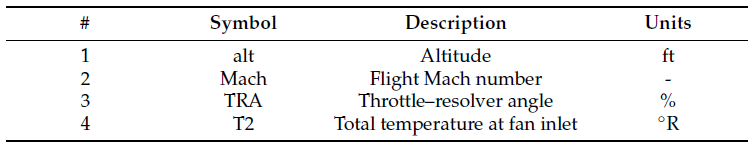 # Symbol Description Units
1 alt Altitude ft
2 Mach Flight Mach number -
3 TRA Throttle–resolver angle %
4 T2 Total temperature at fan inlet °R